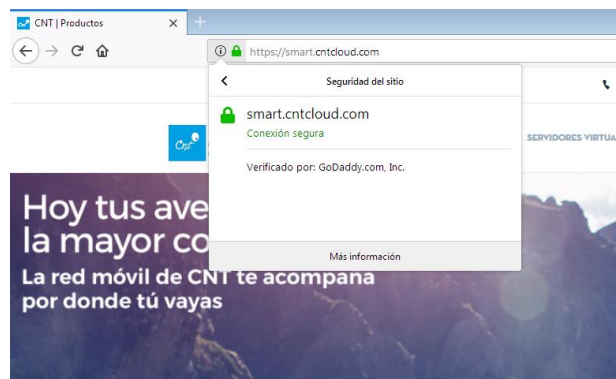 CNT | Productos
https://smart.cntcloud.com
Seguridad del sitio
smart.cntcloud.com
Conexión segura
Cnt
SERVIDORES VIRTUA
Verificado por: GoDaddy.com, Inc.
Hoy tus ave
la mayor co
Más información
La red móvil de CNT te acompaña
por donde tú vayas